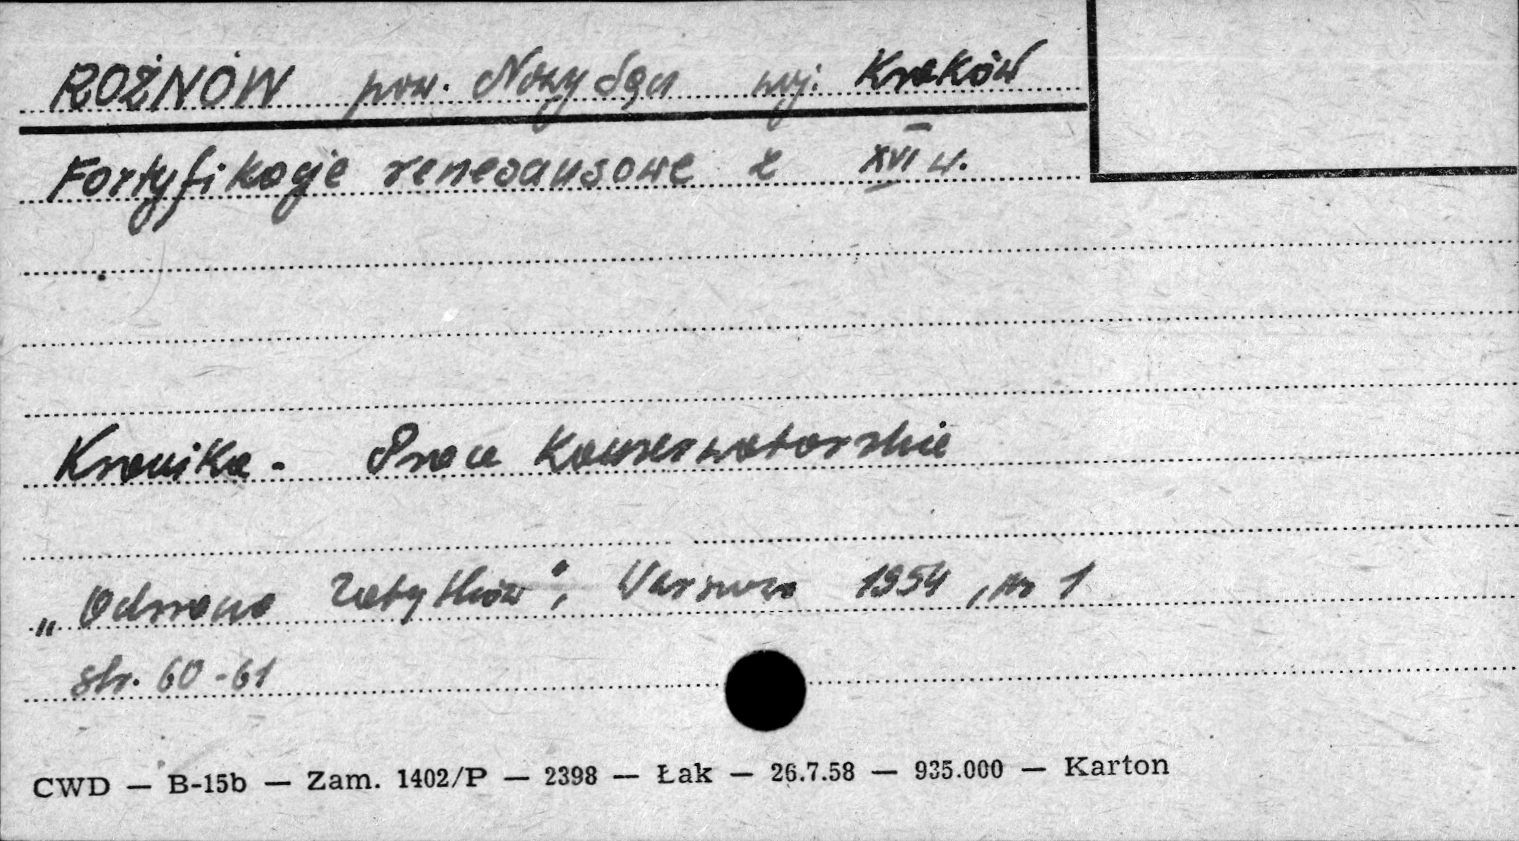 ROŻNÓW pow. Nowy Sącz woj. Kraków
Fortyfikacje renesansowe z XVI w.
Kronika - Prace Konserwatorskie
„Ochrona Zabytków", Warszawa 1954, nr 1
str. 60-61
CWD — B-15b — Zam. 1402/P — 2398 — Łak — 26.7.58 — 935.000 — Karton